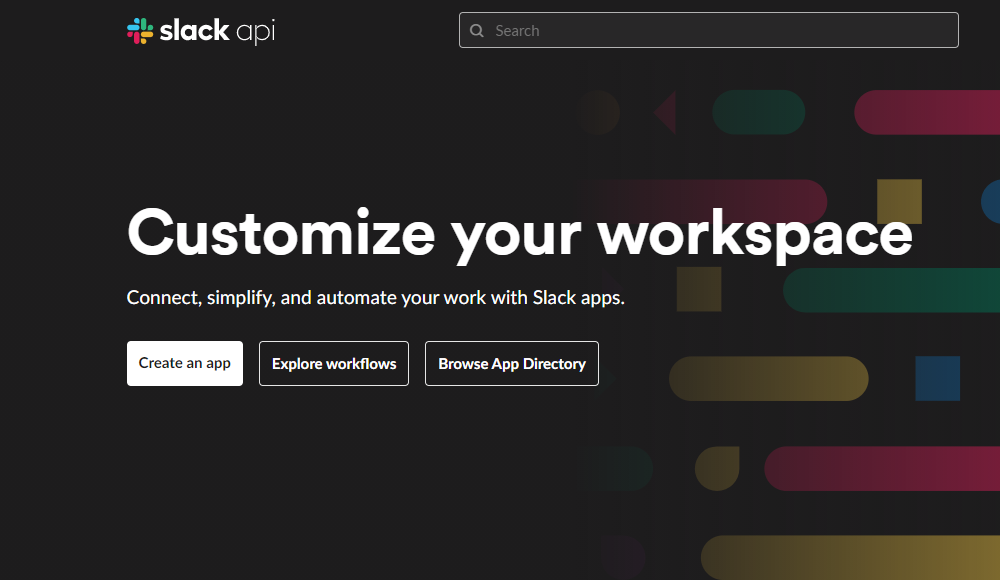 slack api
Search
Customize your workspace
Connect, simplify, and automate your work with Slack apps.
Create an app
Explore workflows
Browse App Directory